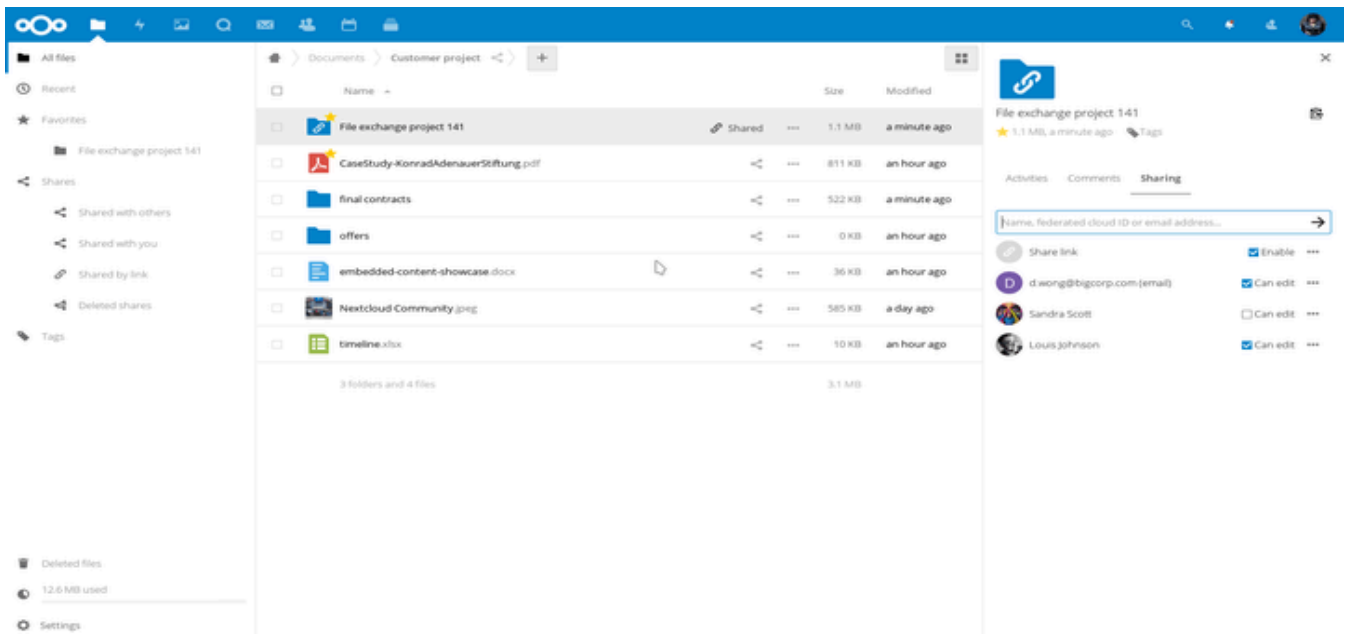 All files
Recent
Favorites
File exchange project 141
Shares
Shared with others
Shared with you
Shared by link
Deleted shares
Tags
Deleted files
12.6 MB used
Settings
Documents Customer project +
Name Size Modified
File exchange project 141 Shared 1.1 MB a minute ago
CaseStudy-KonradAdenauerStiftung.pdf 811 KB an hour ago
final contracts 522 KB a minute ago
offers 0 KB an hour ago
embedded-content-showcase.docx 36 KB an hour ago
Nextcloud Community.jpeg 585 KB a day ago
timeline.xlsx 10 KB an hour ago
3 folders and 4 files 3.1 MB
File exchange project 141
1.1 MB, a minute ago Tags
Activities Comments Sharing
Name, federated cloud ID or email address...
Share link Enable
D d.wong@bigcorp.com (email) Can edit
Sandra Scott Can edit
Louis Johnson Can edit